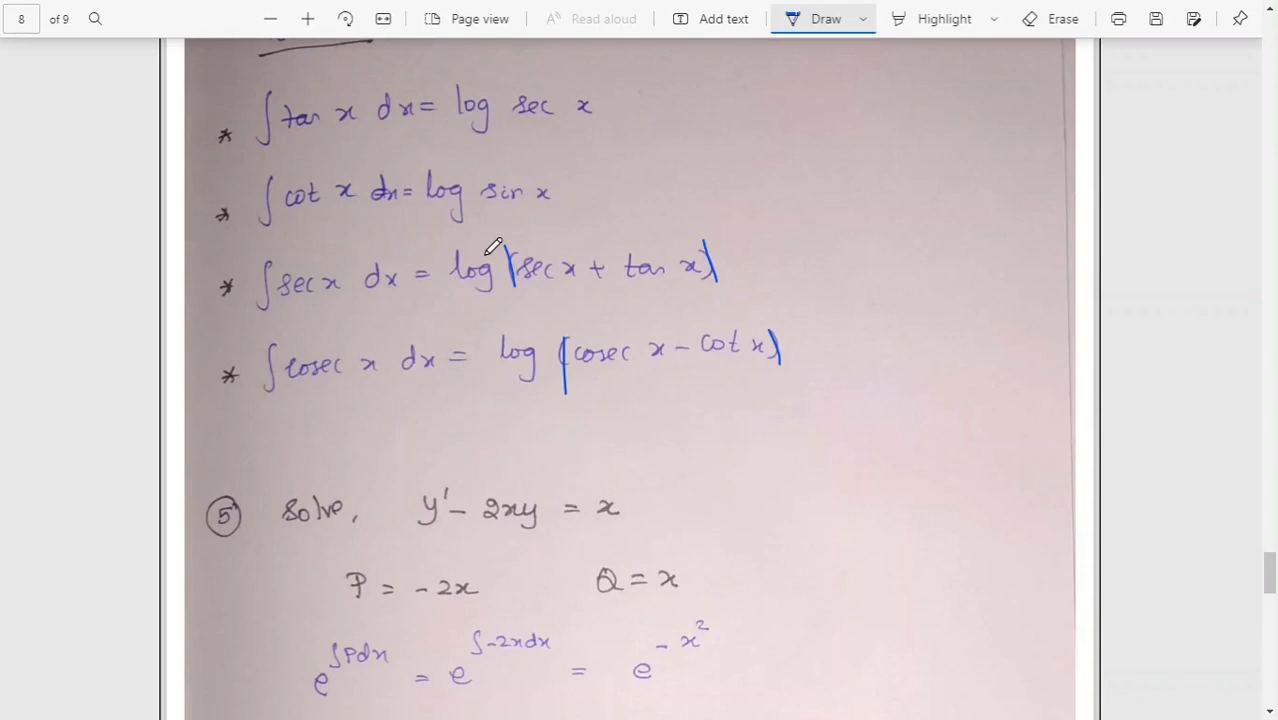 8 of 9 Page view Read aloud Add text Draw Highlight Erase
* ∫ tan x dx = log sec x
* ∫ cot x dx = log sin x
* ∫ sec x dx = log (sec x + tan x)
* ∫ cosec x dx = log (cosec x - cot x)
⑤ Solve, y' - 2xy = x
P = -2x Q = x
e^∫Pdx = e^∫-2xdx = e^-x²